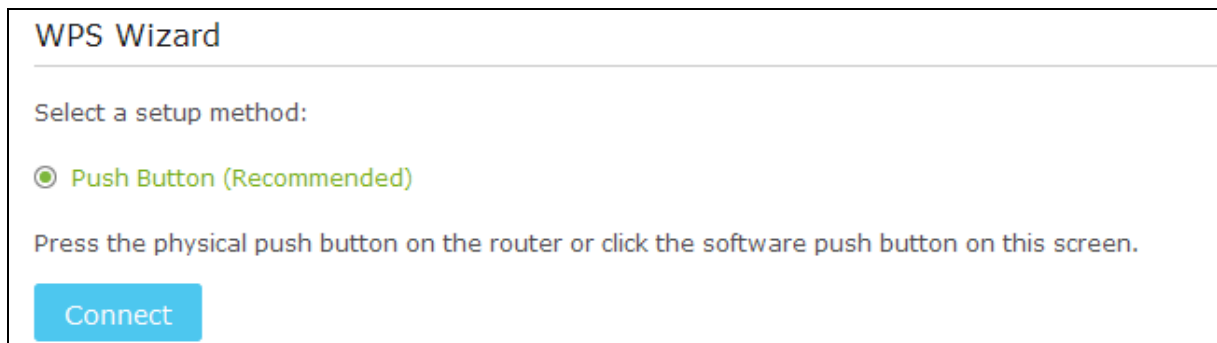 WPS Wizard
Select a setup method:
Push Button (Recommended)
Press the physical push button on the router or click the software push button on this screen.
Connect